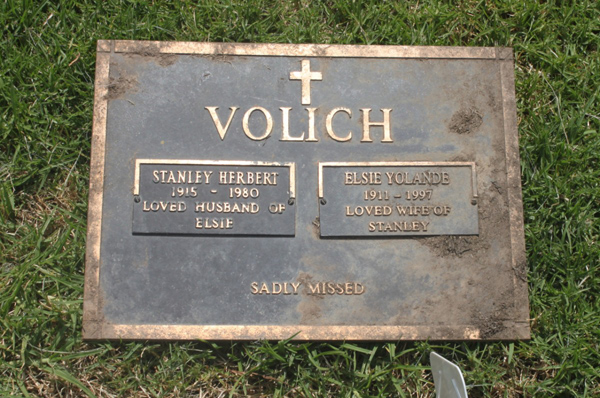 VOLICH
STANLEY HERBERT
1915 - 1980
LOVED HUSBAND OF
ELSIE
ELSIE YOLANDE
1911 - 1997
LOVED WIFE OF
STANLEY
SADLY MISSED